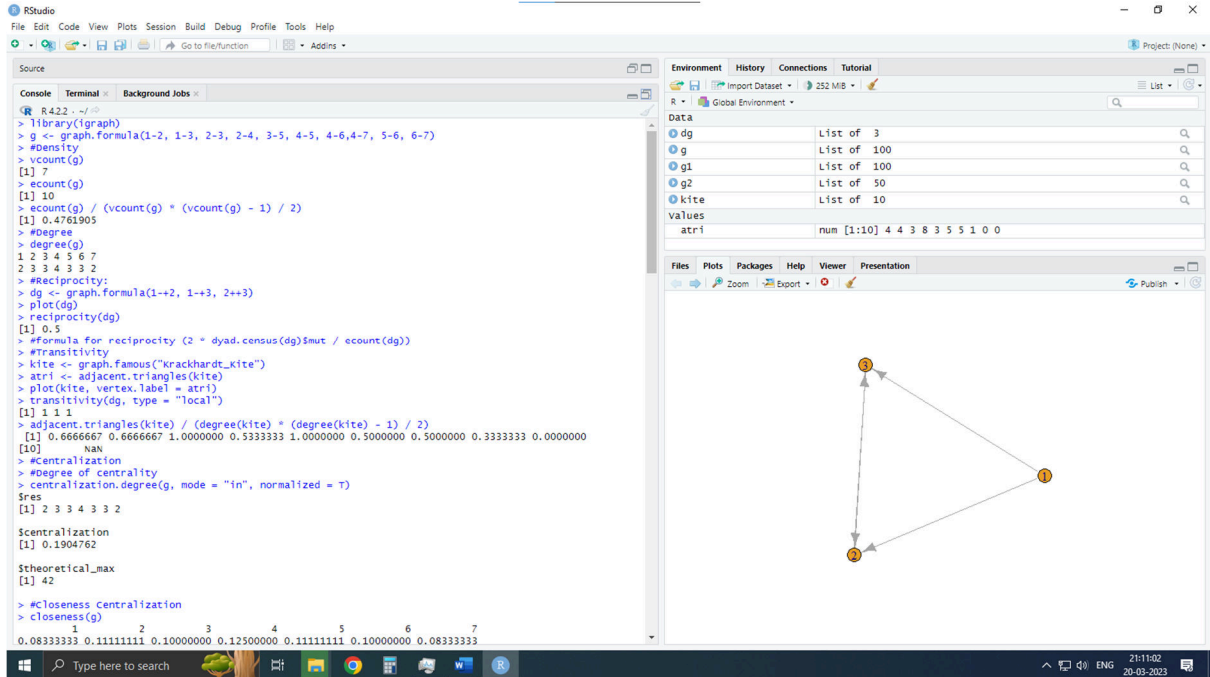 RStudio
File Edit Code View Plots Session Build Debug Profile Tools Help
Go to file/function Addins
Project: (None)
Source
Console Terminal Background Jobs
R 4.2.2 · ~/
> library(igraph)
> g <- graph.formula(1-2, 1-3, 2-3, 2-4, 3-5, 4-5, 4-6,4-7, 5-6, 6-7)
> #Density
> vcount(g)
[1] 7
> ecount(g)
[1] 10
> ecount(g) / (vcount(g) * (vcount(g) - 1) / 2)
[1] 0.4761905
> #Degree
> degree(g)
1 2 3 4 5 6 7
2 3 3 4 3 3 2
> #Reciprocity:
> dg <- graph.formula(1-+2, 1-+3, 2++3)
> plot(dg)
> reciprocity(dg)
[1] 0.5
> #formula for reciprocity (2 * dyad.census(dg)$mut / ecount(dg))
> #Transitivity
> kite <- graph.famous("Krackhardt_Kite")
> atri <- adjacent.triangles(kite)
> plot(kite, vertex.label = atri)
> transitivity(dg, type = "local")
[1] 1 1 1
> adjacent.triangles(kite) / (degree(kite) * (degree(kite) - 1) / 2)
[1] 0.6666667 0.6666667 1.0000000 0.5333333 1.0000000 0.5000000 0.5000000 0.3333333 0.0000000
[10] NaN
> #Centralization
> #Degree of centrality
> centralization.degree(g, mode = "in", normalized = T)
$res
[1] 2 3 3 4 3 3 2
$centralization
[1] 0.1904762
$theoretical_max
[1] 42
> #Closeness Centralization
> closeness(g)
1 2 3 4 5 6 7
0.08333333 0.11111111 0.10000000 0.12500000 0.11111111 0.10000000 0.08333333
Environment History Connections Tutorial
Import Dataset 252 MiB List
R Global Environment
Data
dg List of 3
g List of 100
g1 List of 100
g2 List of 50
kite List of 10
Values
atri num [1:10] 4 4 3 8 3 5 5 1 0 0
Files Plots Packages Help Viewer Presentation
Zoom Export Publish
3
1
2
Type here to search
ENG
21:11:02
20-03-2023